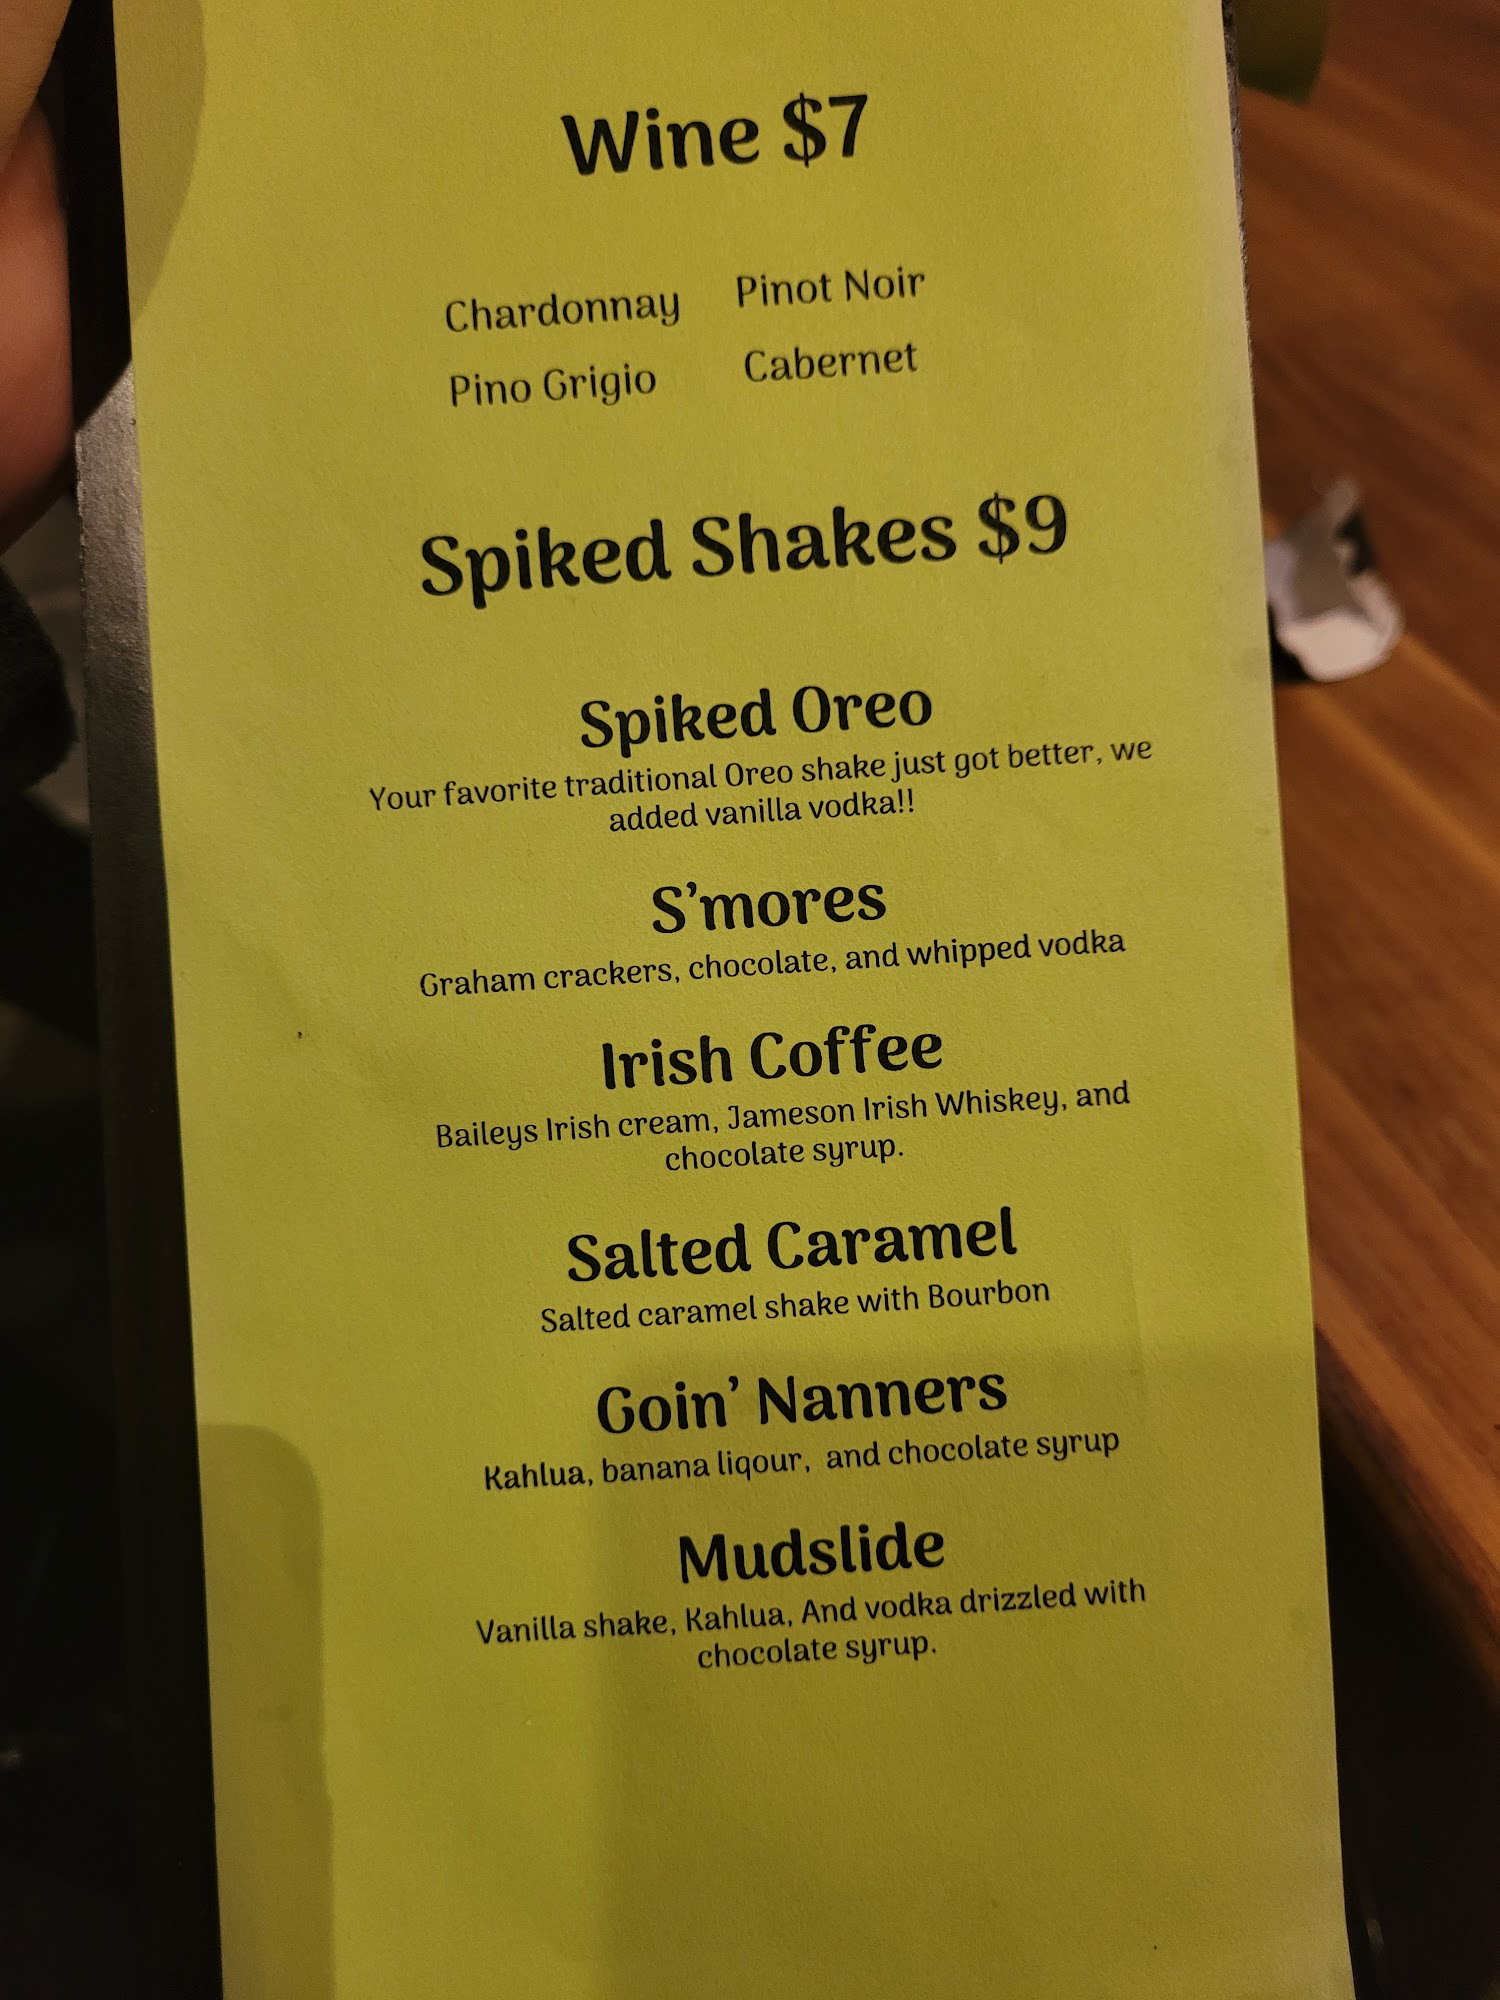 Wine $7
Chardonnay Pinot Noir
Pino Grigio Cabernet
Spiked Shakes $9
Spiked Oreo
Your favorite traditional Oreo shake just got better, we
added vanilla vodka!!
S'mores
Graham crackers, chocolate, and whipped vodka
Irish Coffee
Baileys Irish cream, Jameson Irish Whiskey, and
chocolate syrup.
Salted Caramel
Salted caramel shake with Bourbon
Goin' Nanners
Kahlua, banana liqour, and chocolate syrup
Mudslide
Vanilla shake, Kahlua, And vodka drizzled with
chocolate syrup.